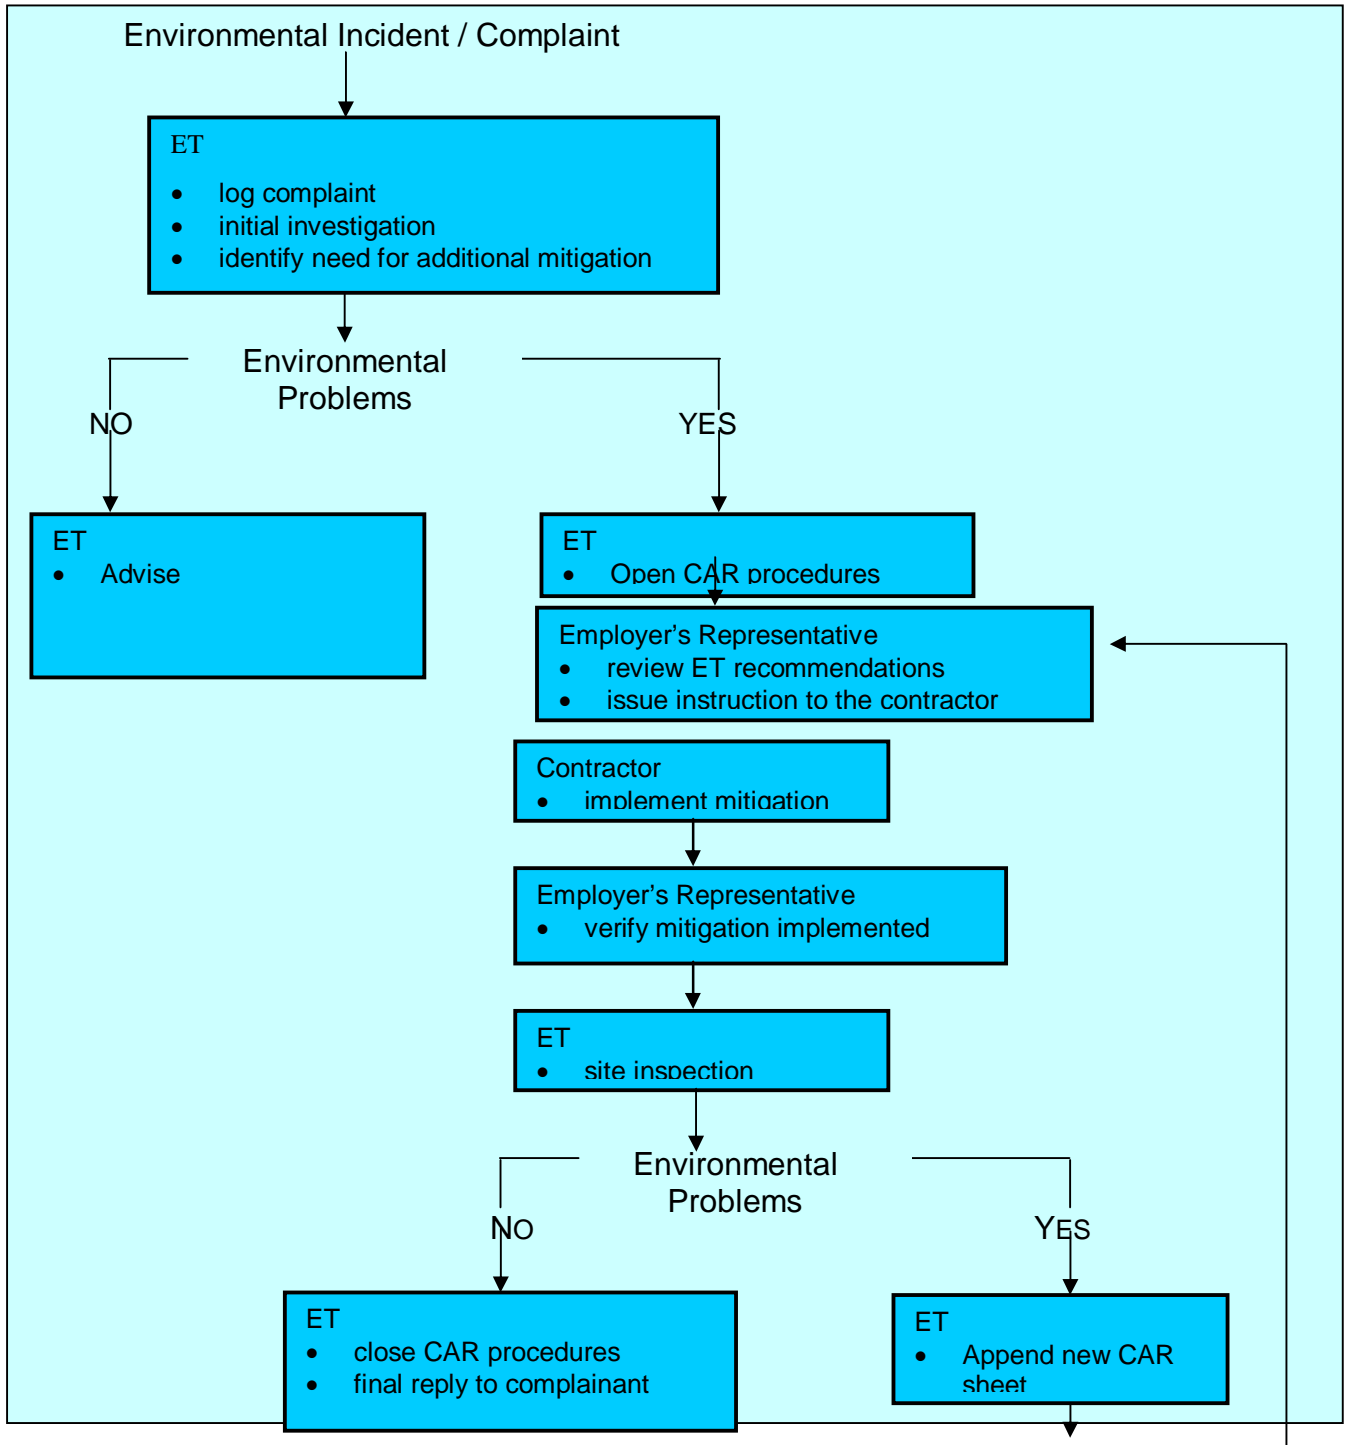 Environmental Incident / Complaint
ET
• log complaint
• initial investigation
• identify need for additional mitigation
Environmental
Problems
NO
YES
ET
• Advise
ET
• Open CAR procedures
Employer’s Representative
• review ET recommendations
• issue instruction to the contractor
Contractor
• implement mitigation
Employer’s Representative
• verify mitigation implemented
ET
• site inspection
Environmental
Problems
NO
YES
ET
• close CAR procedures
• final reply to complainant
ET
• Append new CAR
sheet